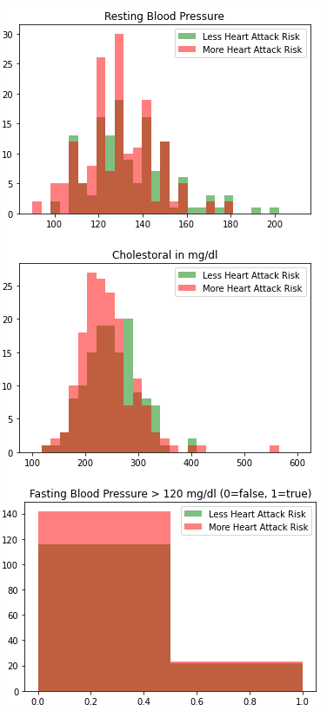 Resting Blood Pressure
Less Heart Attack Risk
More Heart Attack Risk
30
25
20
15
10
5
0
100 120 140 160 180 200
Cholestoral in mg/dl
Less Heart Attack Risk
More Heart Attack Risk
25
20
15
10
5
0
100 200 300 400 500 600
Fasting Blood Pressure > 120 mg/dl (0=false, 1=true)
Less Heart Attack Risk
More Heart Attack Risk
140
120
100
80
60
40
20
0
0.0 0.2 0.4 0.6 0.8 1.0